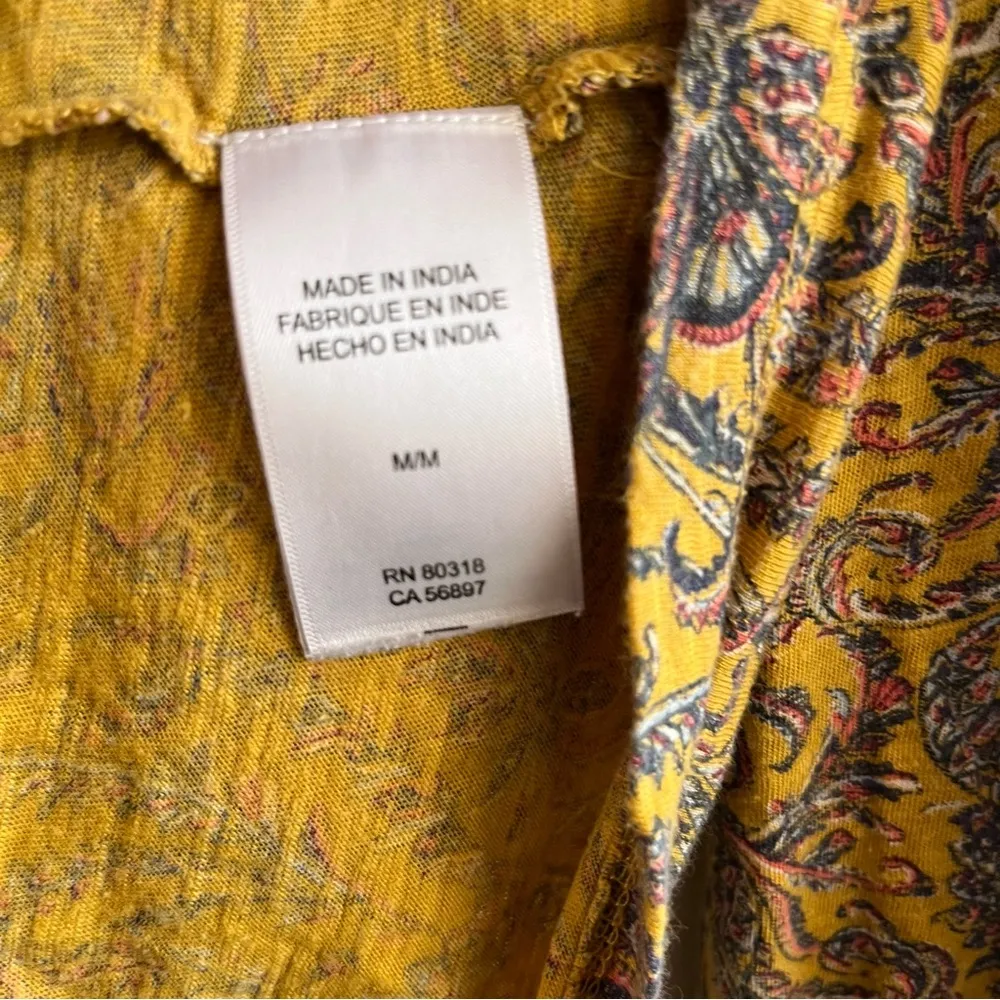 MADE IN INDIA
FABRIQUE EN INDE
HECHO EN INDIA
M/M
RN 80318
CA 56897